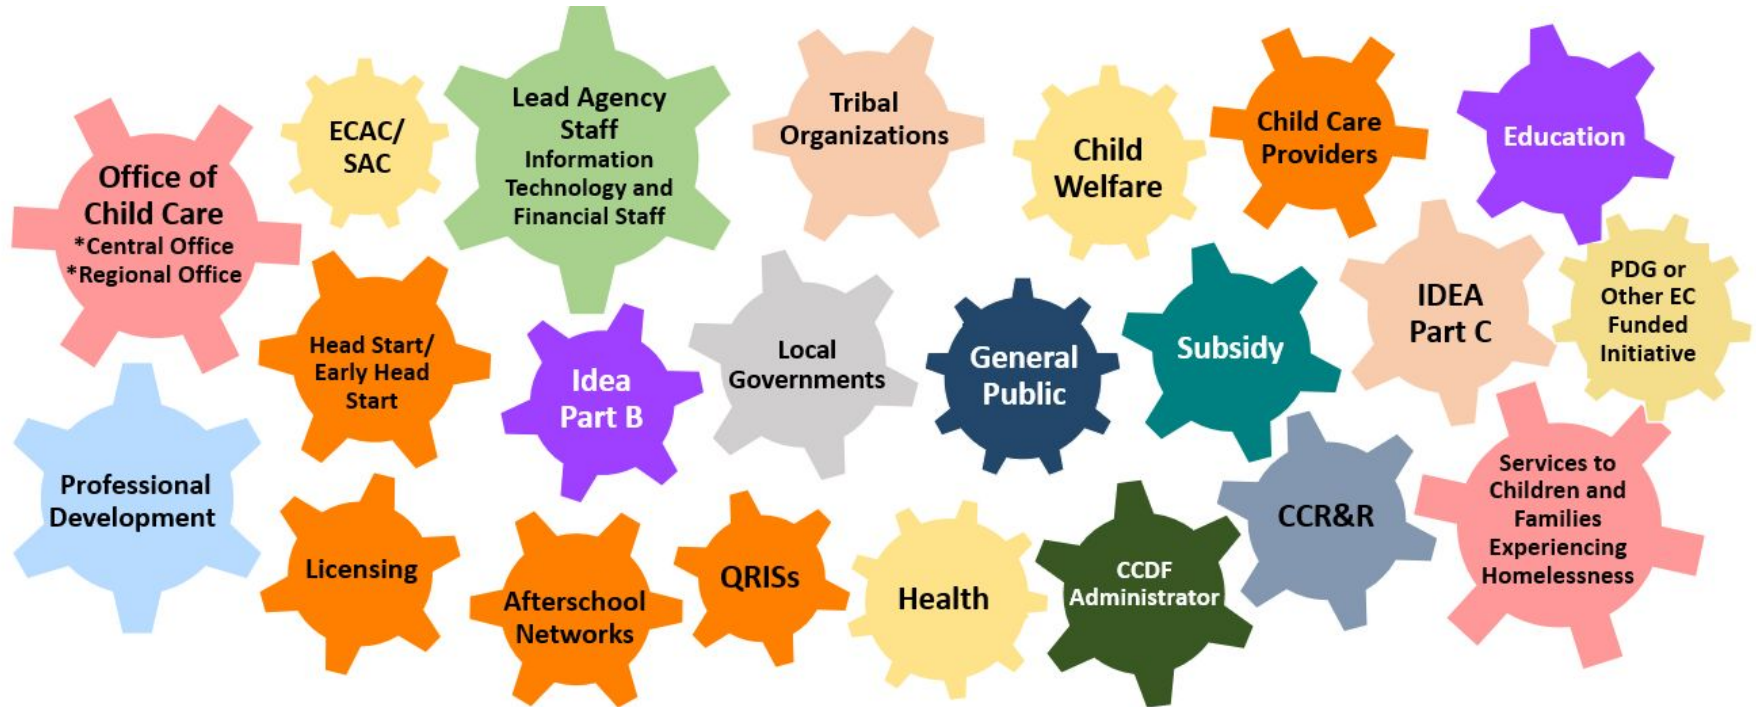 Office of
Child Care
*Central Office
*Regional Office
ECAC/
SAC
Lead Agency
Staff
Information
Technology and
Financial Staff
Tribal
Organizations
Child
Welfare
Child Care
Providers
Education
Head Start/
Early Head
Start
Idea
Part B
Local
Governments
General
Public
Subsidy
IDEA
Part C
PDG or
Other EC
Funded
Initiative
Professional
Development
Licensing
Afterschool
Networks
QRISs
Health
CCDF
Administrator
CCR&R
Services to
Children and
Families
Experiencing
Homelessness